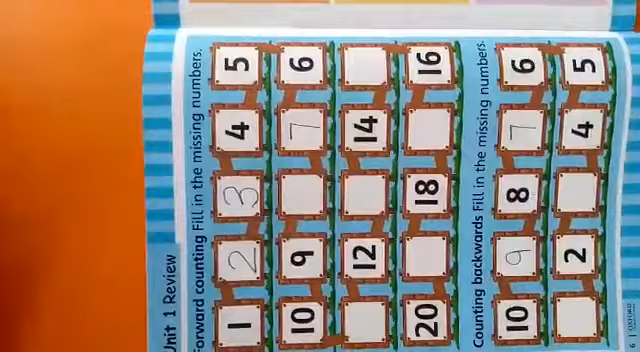 Unit 1 Review
Forward counting Fill in the missing numbers.
1 2 3 4 5
10 9 7 6
12 14
20 18 16
Counting backwards Fill in the missing numbers.
10 9 8 7 6
2 4 5
6 OXFORD